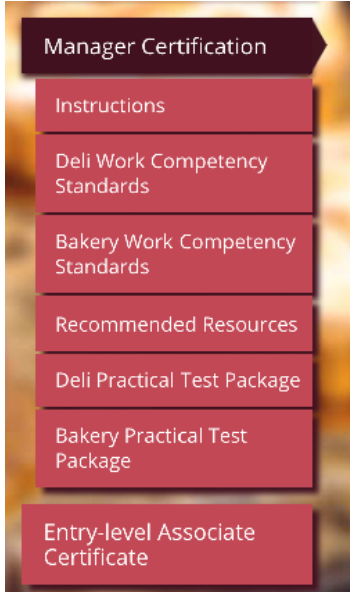 Manager Certification
Instructions
Deli Work Competency
Standards
Bakery Work Competency
Standards
Recommended Resources
Deli Practical Test Package
Bakery Practical Test
Package
Entry-level Associate
Certificate